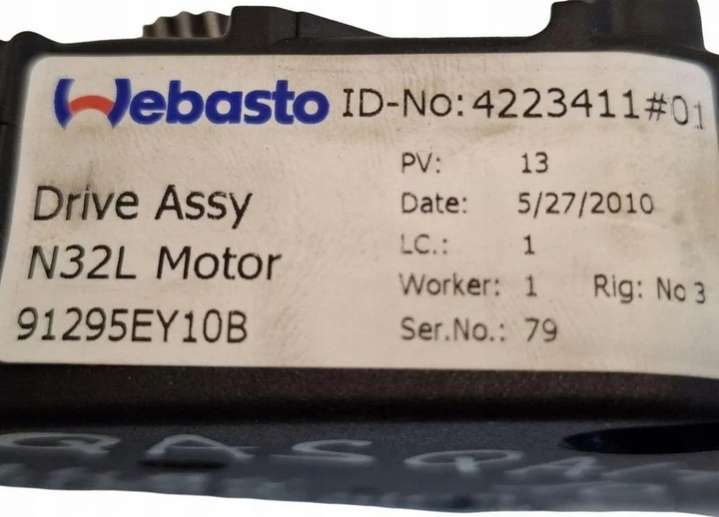 Webasto ID-No: 4223411#01
PV: 13
Drive Assy
Date: 5/27/2010
N32L Motor
LC.: 1
Worker: 1 Rig: No 3
91295EY10B
Ser.No.: 79